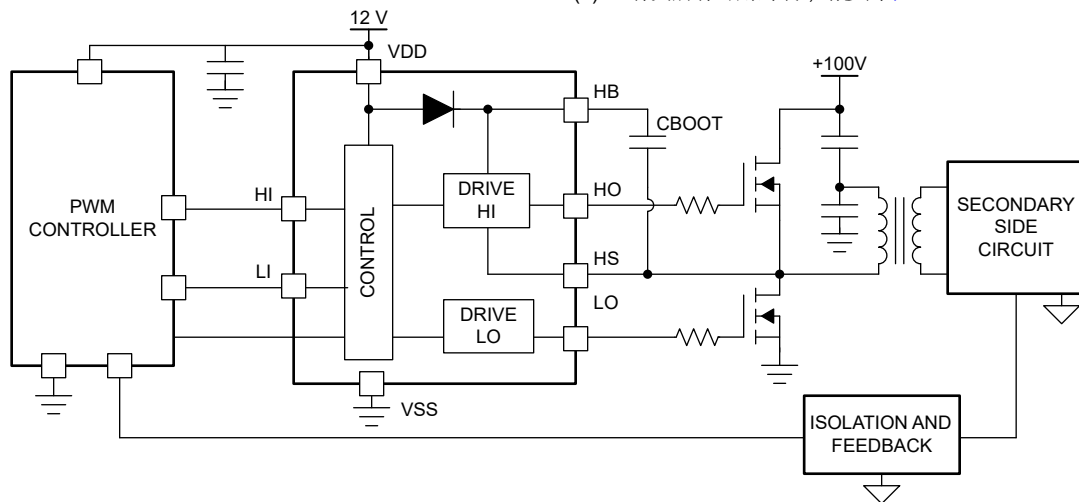 12 V
VDD
+100V
HB
CBOOT
PWM
CONTROLLER
HI
LI
CONTROL
DRIVE
HI
HO
HS
LO
DRIVE
LO
VSS
SECONDARY
SIDE
CIRCUIT
ISOLATION AND
FEEDBACK